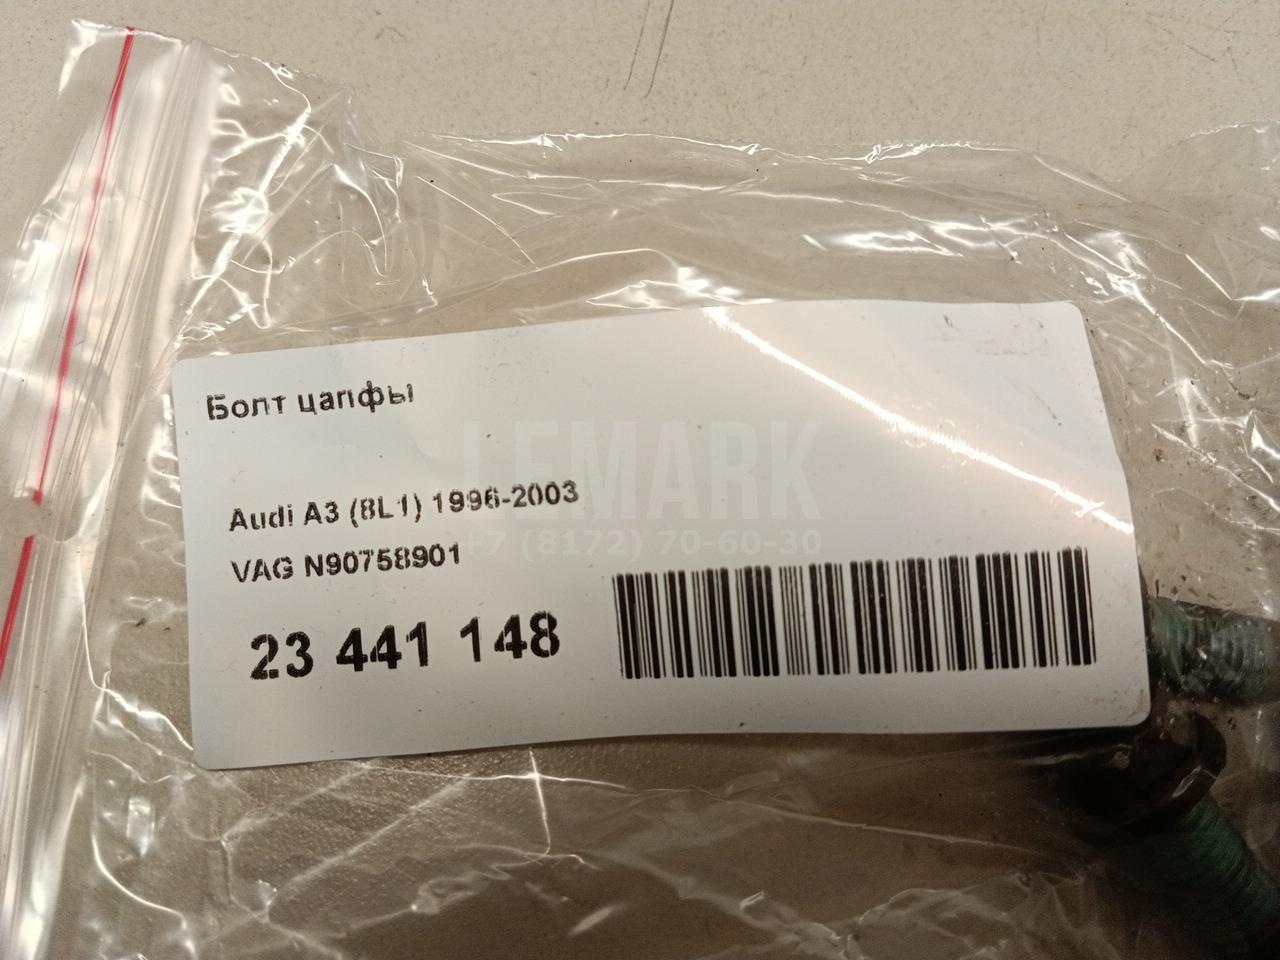 Болт цапфы
LEMARK
Audi A3 (8L1) 1996-2003
+7 (8172) 70-60-30
VAG N90758901
23 441 148